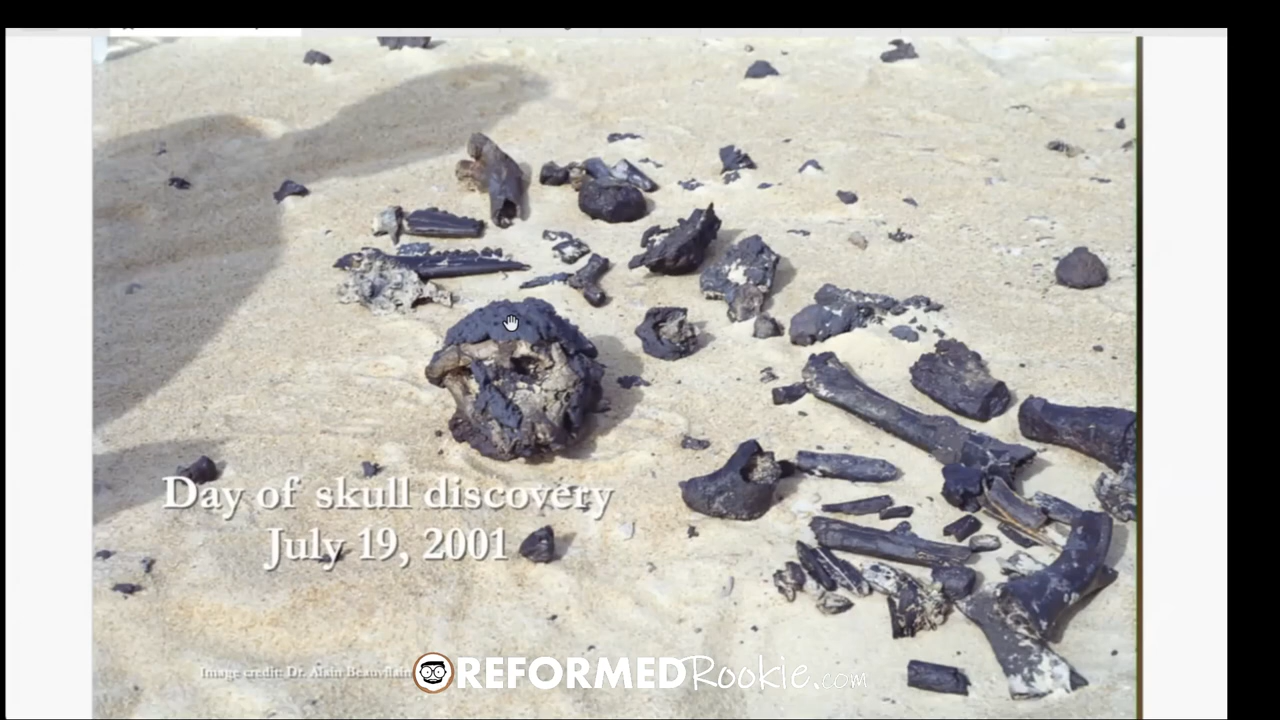 Day of skull discovery
July 19, 2001
Image credit: Dr. Alain Beauvilain
REFORMEDRookie.com